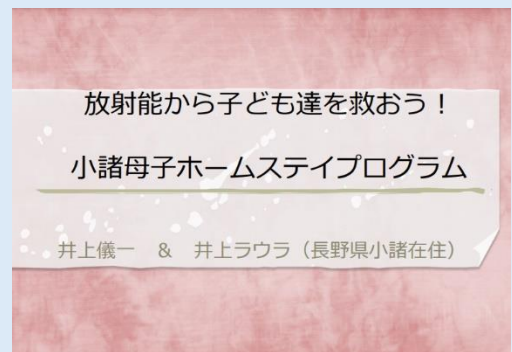 放射能から子ども達を救おう！
小諸母子ホームステイプログラム
井上儀一　&　井上ラウラ（長野県小諸在住）